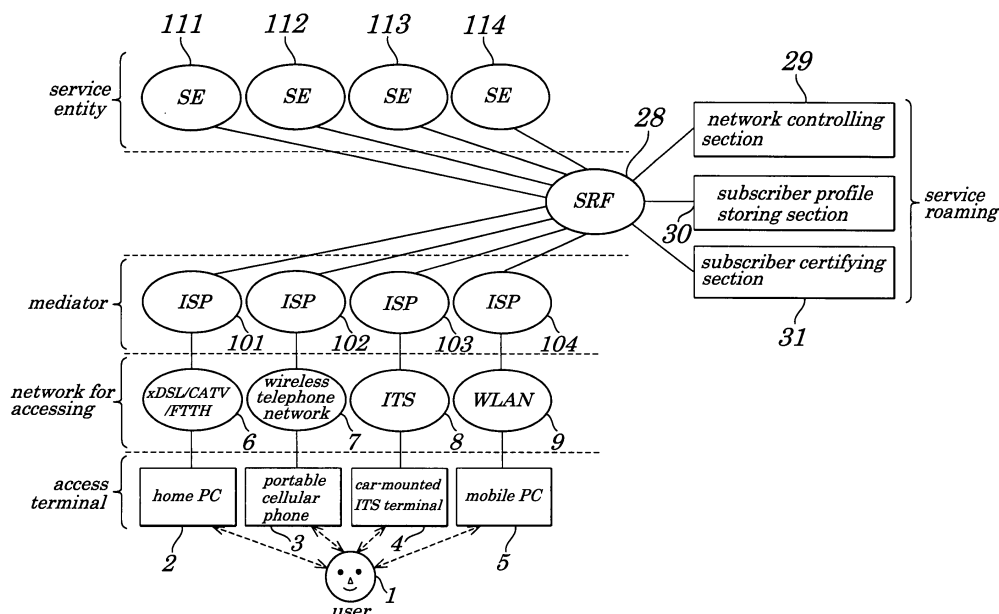 111 112 113 114
service
entity
SE SE SE SE
28
SRF
29
network controlling
section
30
subscriber profile
storing section
subscriber certifying
section
31
service
roaming
mediator
ISP ISP ISP ISP
101 102 103 104
network for
accessing
xDSL/CATV
/FTTH
wireless
telephone
network
ITS
WLAN
6 7 8 9
access
terminal
home PC
portable
cellular
phone
car-mounted
ITS terminal
mobile PC
2 3 4 5
1
user